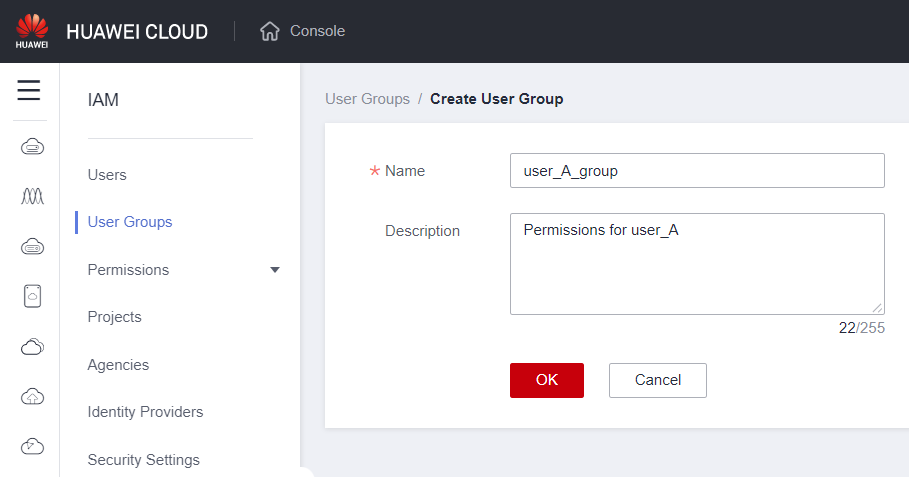 HUAWEI
HUAWEI CLOUD
Console
IAM
Users
User Groups
Permissions
Projects
Agencies
Identity Providers
Security Settings
User Groups / Create User Group
* Name
user_A_group
Description
Permissions for user_A
22/255
OK
Cancel